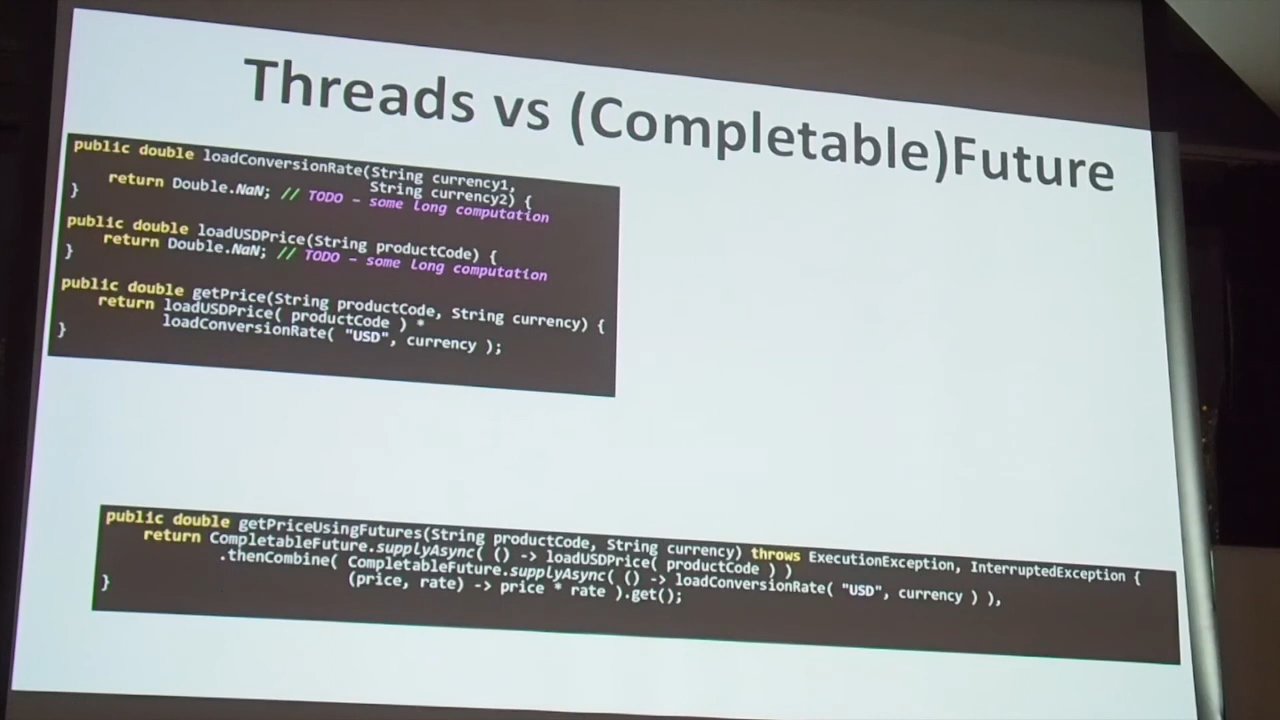 Threads vs (Completable)Future
public double loadConversionRate(String currency1,
String currency2) {
return Double.NaN; // TODO - some long computation
}
public double loadUSDPrice(String productCode) {
return Double.NaN; // TODO - some long computation
}
public double getPrice(String productCode, String currency) {
return loadUSDPrice( productCode ) *
loadConversionRate( "USD", currency );
}
public double getPriceUsingFutures(String productCode, String currency) throws ExecutionException, InterruptedException {
return CompletableFuture.supplyAsync( () -> loadUSDPrice( productCode ) )
.thenCombine( CompletableFuture.supplyAsync( () -> loadConversionRate( "USD", currency ) ),
(price, rate) -> price * rate ).get();
}